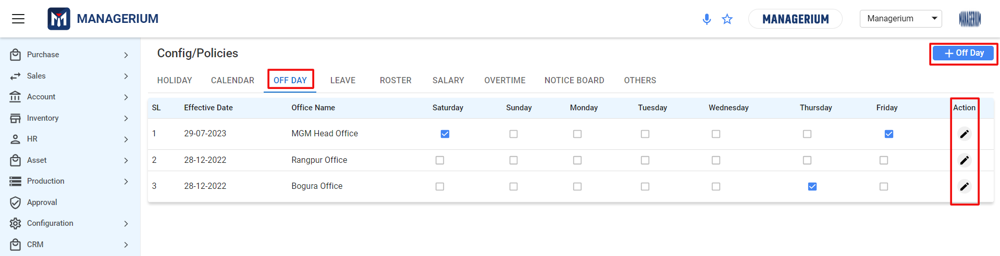 MANAGERIUM MANAGERIUM Managerium MANAGERIUM
Purchase
Sales
Account
Inventory
HR
Asset
Production
Approval
Configuration
CRM
Config/Policies + Off Day
HOLIDAY CALENDAR OFF DAY LEAVE ROSTER SALARY OVERTIME NOTICE BOARD OTHERS
SL Effective Date Office Name Saturday Sunday Monday Tuesday Wednesday Thursday Friday Action
1 29-07-2023 MGM Head Office
2 28-12-2022 Rangpur Office
3 28-12-2022 Bogura Office